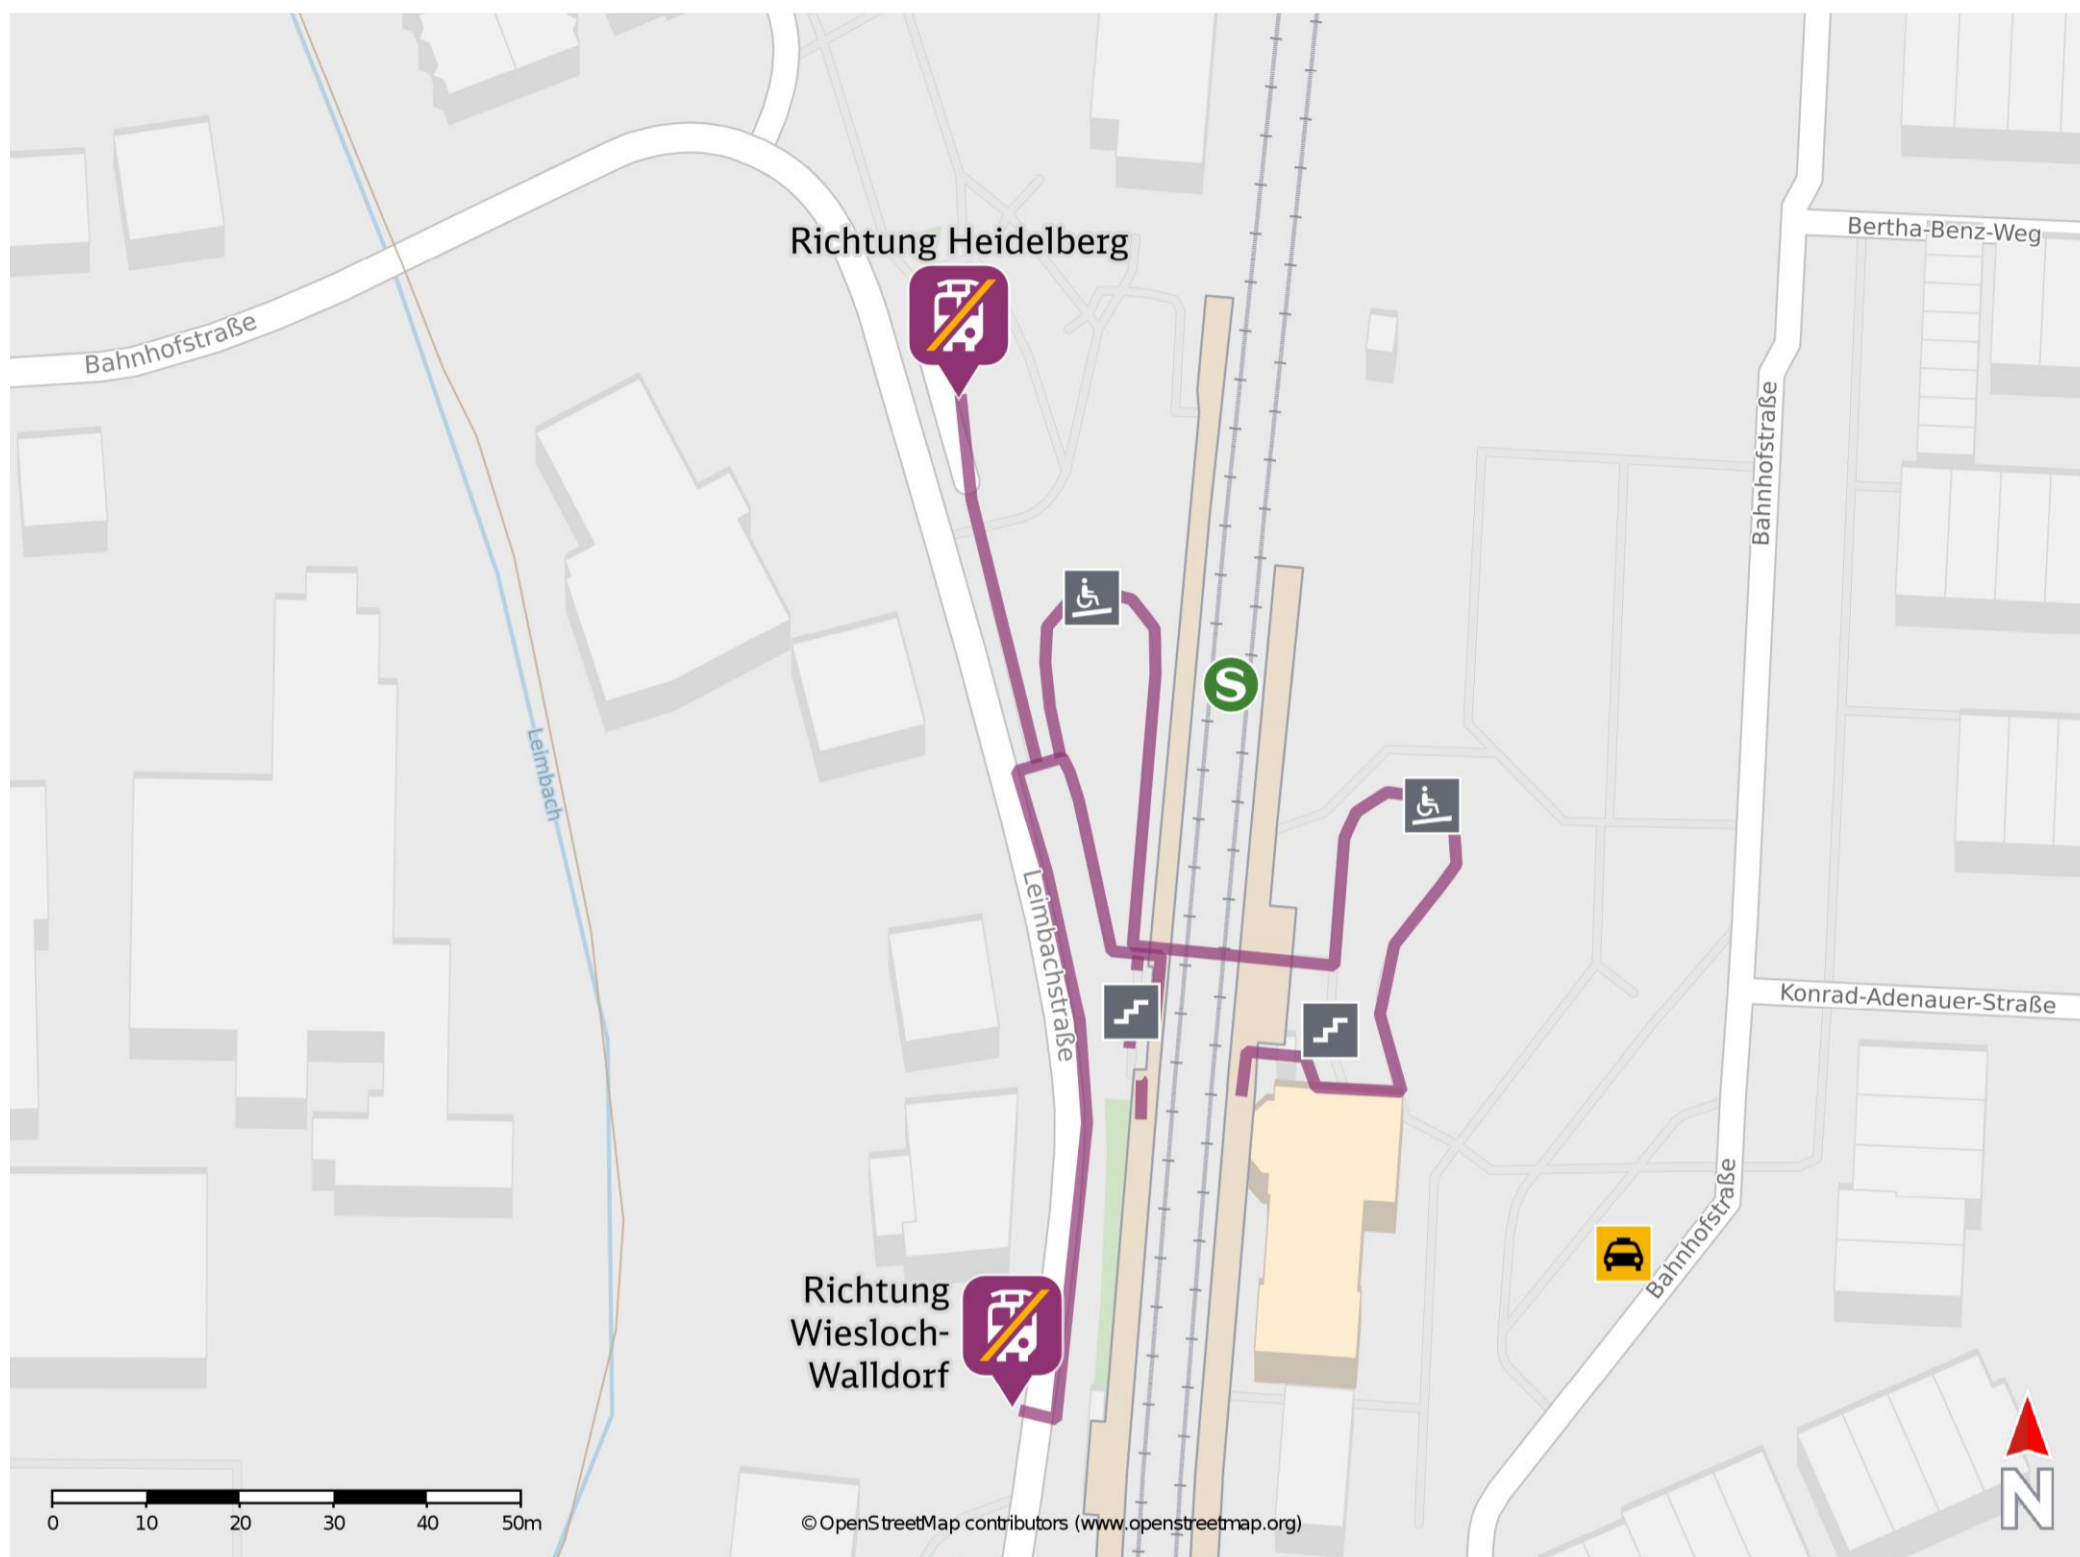 Richtung Heidelberg
Bertha-Benz-Weg
Bahnhofstraße
Bahnhofstraße
S
Leimbach
Leimbachstraße
Konrad-Adenauer-Straße
Bahnhofstraße
Richtung
Wiesloch-
Walldorf
N
0 10 20 30 40 50m
© OpenStreetMap contributors (www.openstreetmap.org)